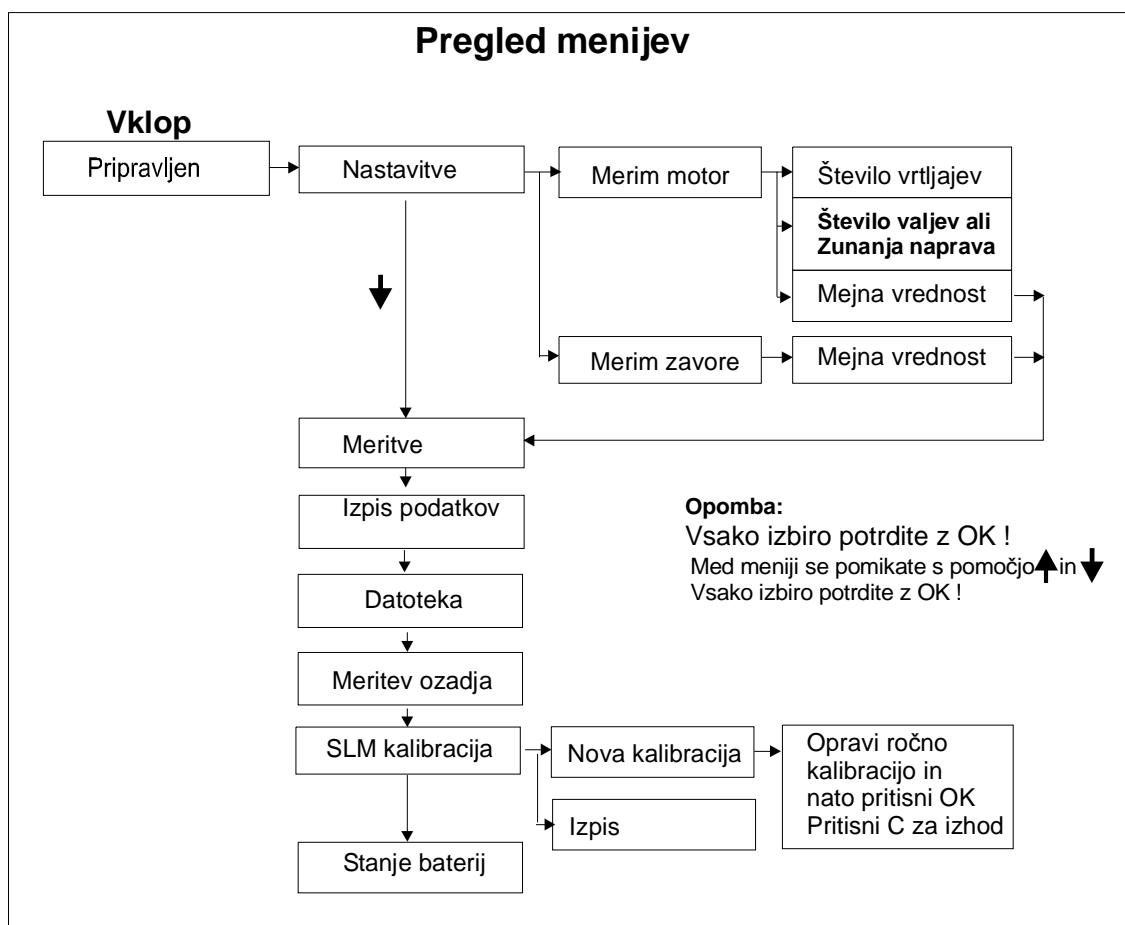 Pregled menijev
Vklop
Pripravljen
Nastavitve
Merim motor
Število vrtljajev
Število valjev ali
Zunanja naprava
Mejna vrednost
Merim zavore
Mejna vrednost
Meritve
Izpis podatkov
Opomba:
Vsako izbiro potrdite z OK !
Med meniji se pomikate s pomočjo in
Vsako izbiro potrdite z OK !
Datoteka
Meritev ozadja
SLM kalibracija
Nova kalibracija
Opravi ročno
kalibracijo in
nato pritisni OK
Pritisni C za izhod
Izpis
Stanje baterij